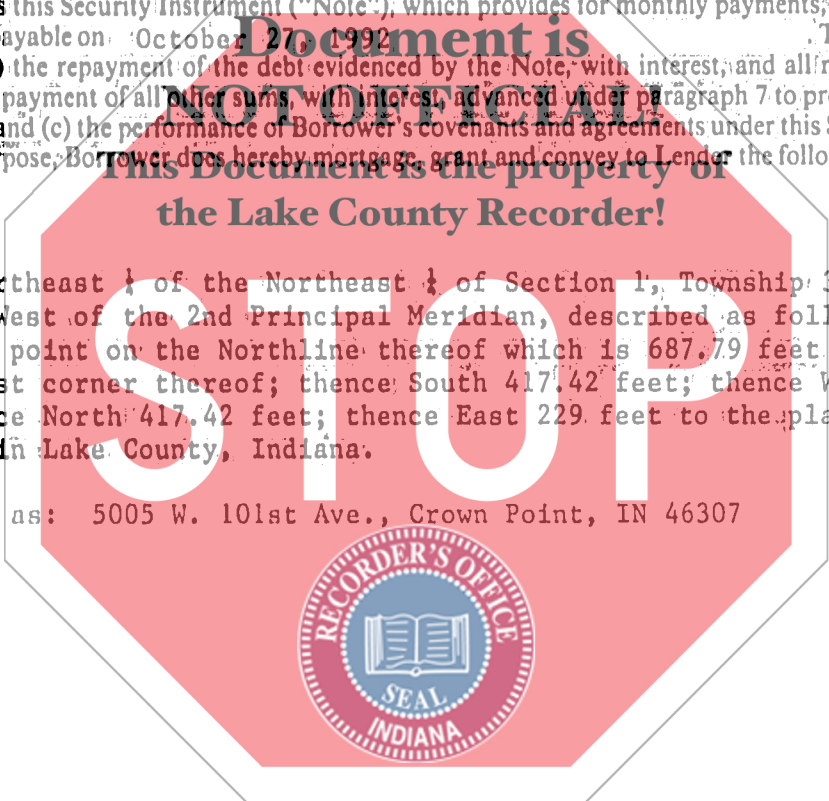 s this Security Instrument ("Note"), which provides for monthly payments,
ayable on October 27, 1992 .
Document is
) the repayment of the debt evidenced by the Note, with interest, and all
payment of all other sums, with interest, advanced under paragraph 7 to pr
NOT OFFICIAL!
nd (c) the performance of Borrower's covenants and agreements under this
pose, Borrower does hereby mortgage, grant and convey to Lender the follo
This Document is the property of
the Lake County Recorder!
rtheast ¼ of the Northeast ¼ of Section 1, Township 3
West of the 2nd Principal Meridian, described as foll
point on the Northline thereof which is 687.79 feet
st corner thereof; thence South 417.42 feet; thence W
ce North 417.42 feet; thence East 229 feet to the pla
in Lake County, Indiana.
STOP
as: 5005 W. 101st Ave., Crown Point, IN 46307
RECORDER'S OFFICE
SEAL
INDIANA